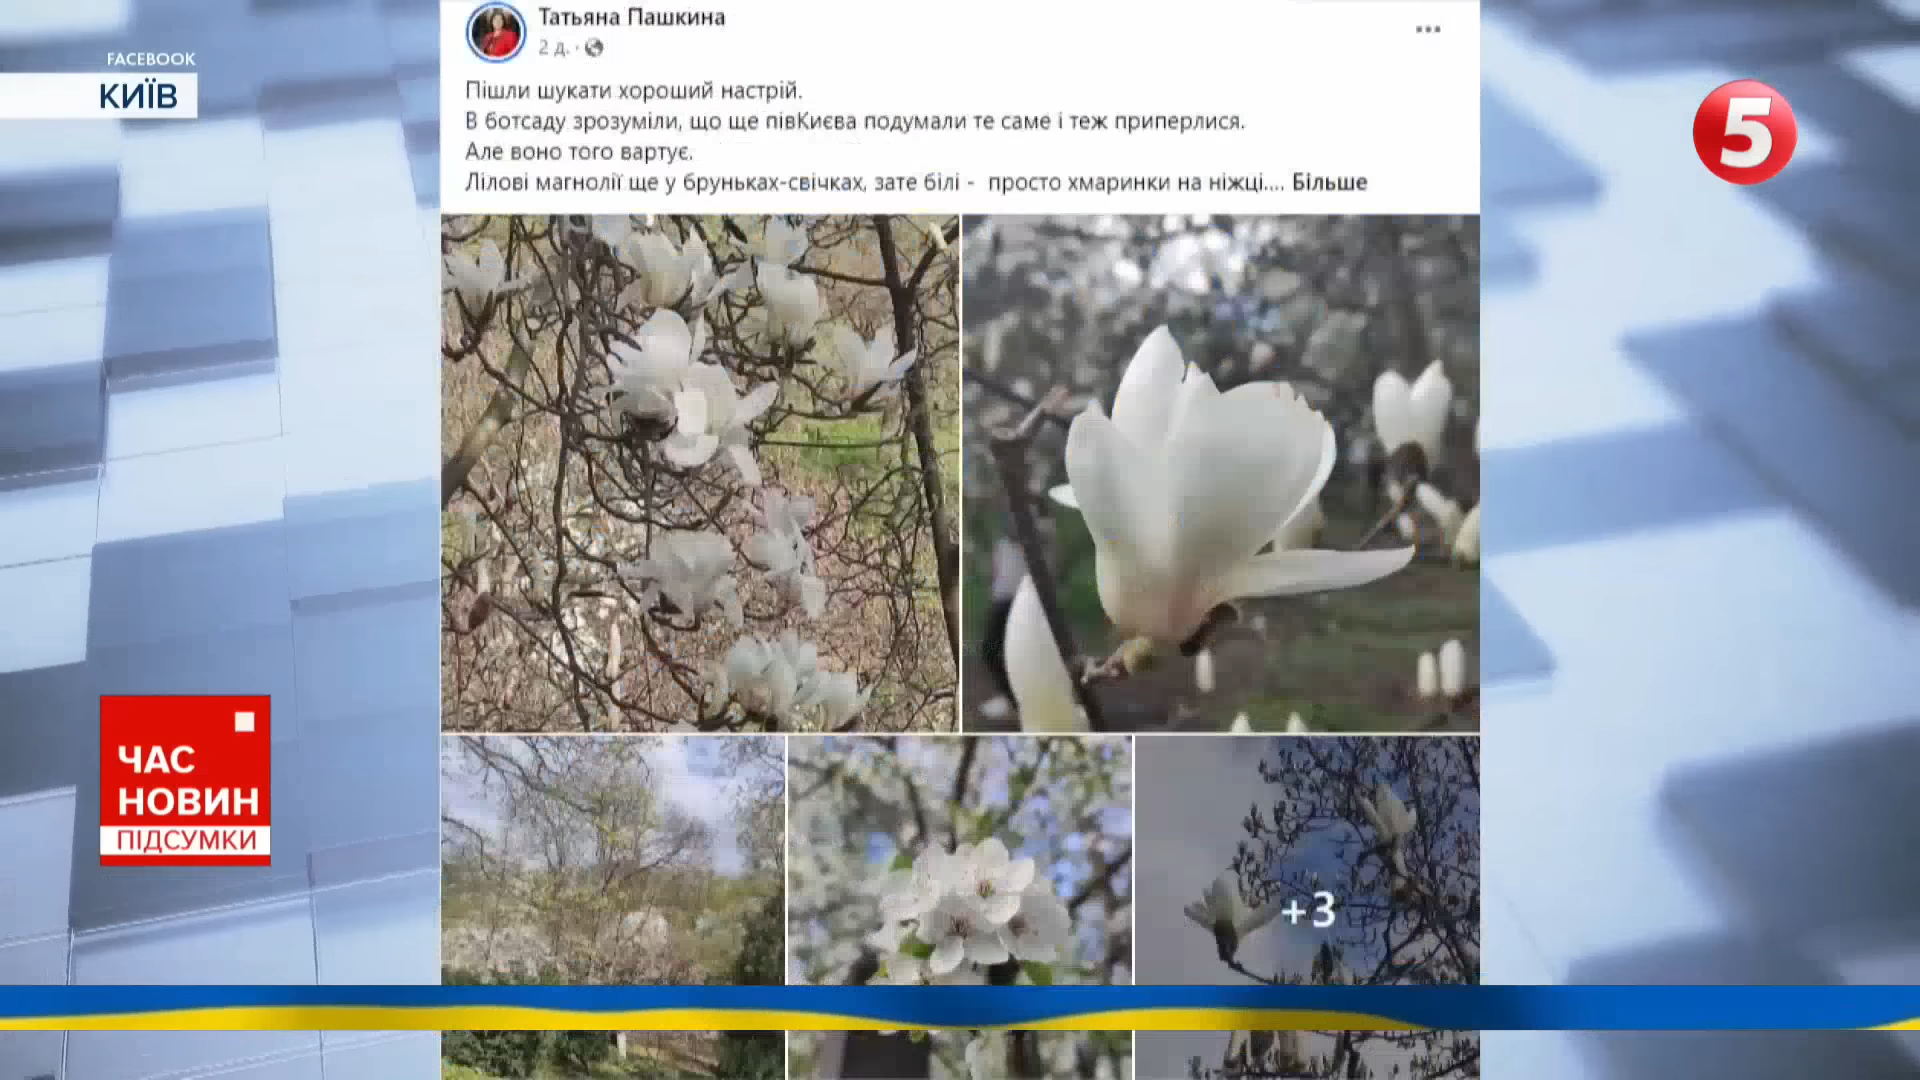 FACEBOOK
КИЇВ
Татьяна Пашкина
2 д. ·
Пішли шукати хороший настрій.
В ботсаду зрозуміли, що ще півКиєва подумали те саме і теж приперлися.
Але воно того вартує.
Лілові магнолії ще у бруньках-свічках, зате білі - просто хмаринки на ніжці.... Більше
5
ЧАС
НОВИН
ПІДСУМКИ
+3